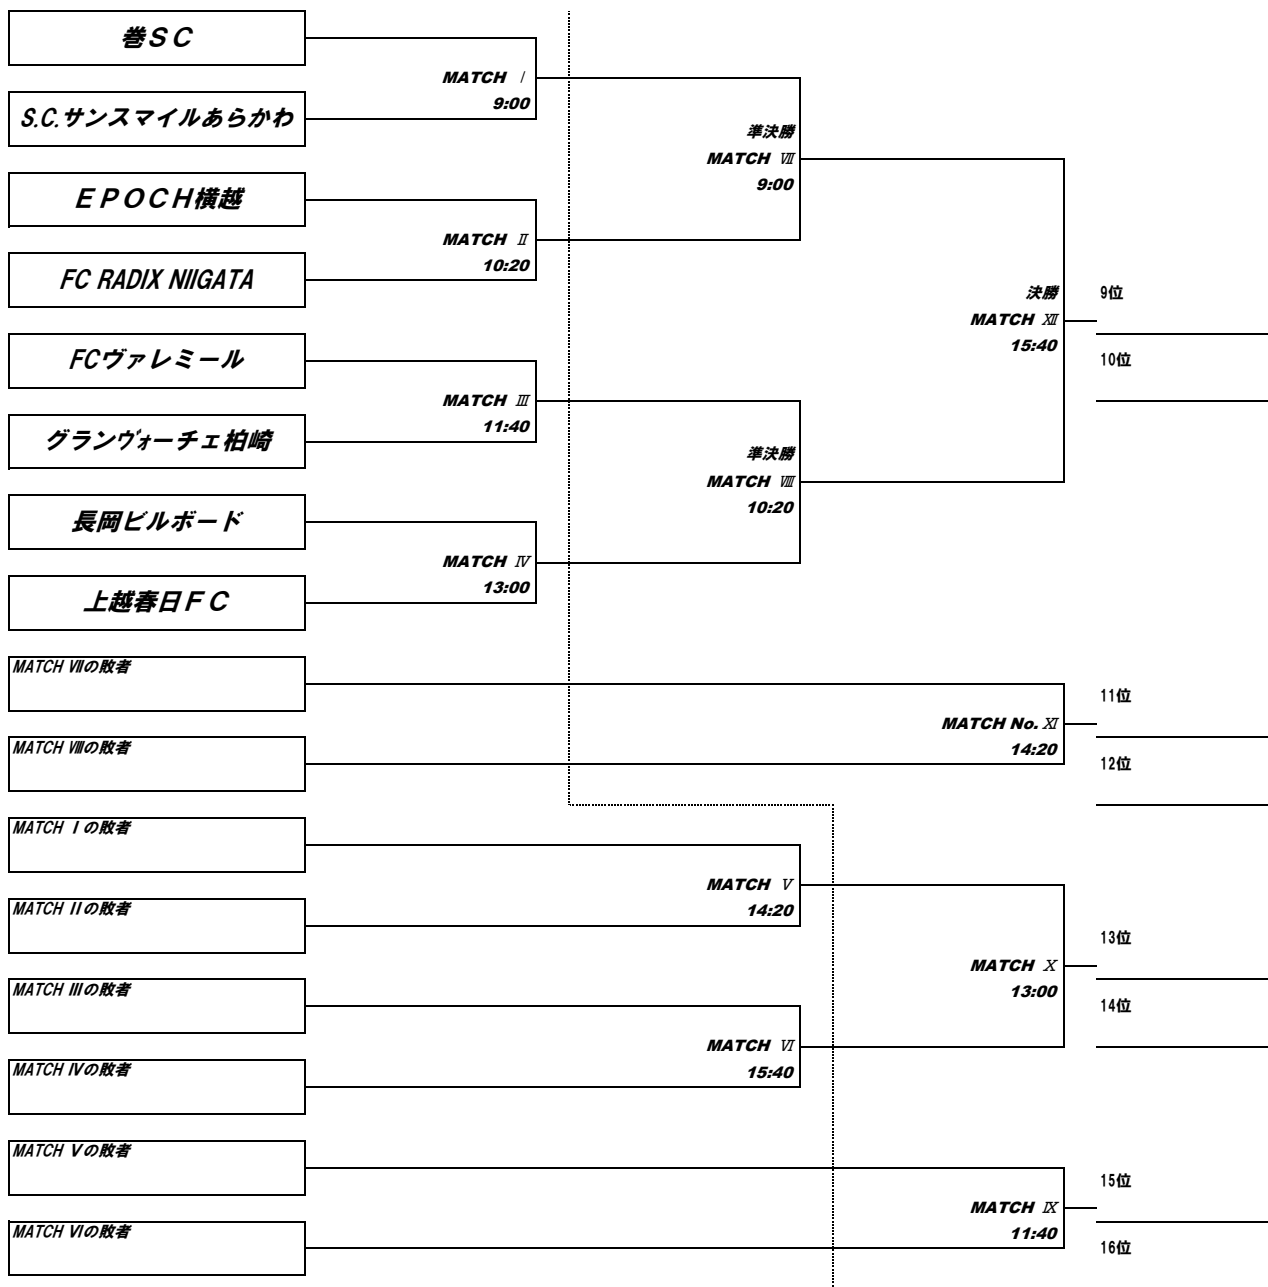 巻ＳＣ
MATCH Ⅰ
9:00
S.C.サンスマイルあらかわ
準決勝
MATCH Ⅶ
9:00
ＥＰＯＣＨ横越
MATCH Ⅱ
10:20
FC RADIX NIIGATA
決勝
MATCH Ⅻ
15:40
9位
10位
FCヴァレミール
MATCH Ⅲ
11:40
グランヴォーチェ柏崎
準決勝
MATCH Ⅷ
10:20
長岡ビルボード
MATCH Ⅳ
13:00
上越春日ＦＣ
MATCH Ⅶの敗者
11位
MATCH No. Ⅺ
14:20
MATCH Ⅷの敗者
12位
MATCH Ⅰの敗者
MATCH Ⅴ
14:20
MATCH Ⅱの敗者
13位
MATCH Ⅹ
13:00
MATCH Ⅲの敗者
14位
MATCH Ⅵ
15:40
MATCH Ⅳの敗者
MATCH Ⅴの敗者
15位
MATCH Ⅸ
11:40
MATCH Ⅵの敗者
16位